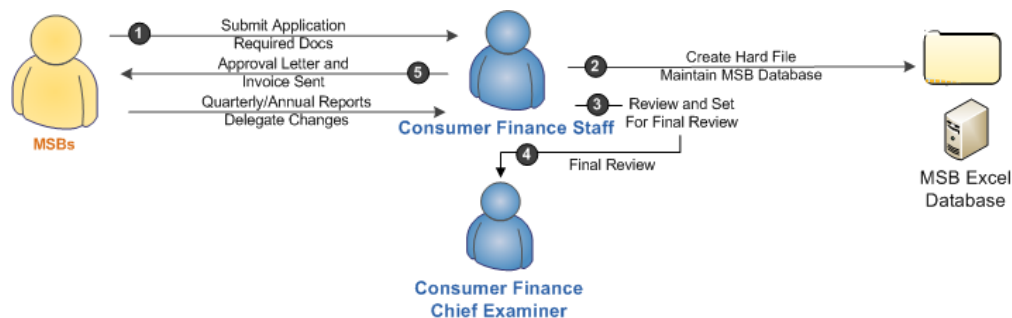 1
Submit Application
Required Docs
Approval Letter and
5
Invoice Sent
Quarterly/Annual Reports
Delegate Changes
MSBs
Consumer Finance Staff
2
Create Hard File
Maintain MSB Database
3
Review and Set
For Final Review
4
Final Review
MSB Excel
Database
Consumer Finance
Chief Examiner